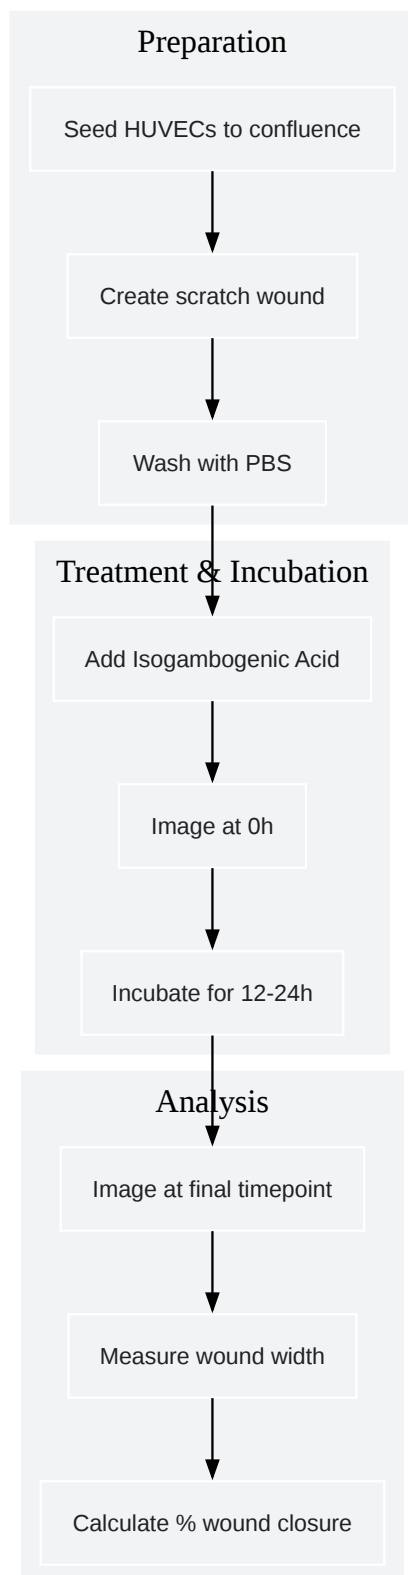 Preparation
Seed HUVECs to confluence
Create scratch wound
Wash with PBS
Treatment & Incubation
Add Isogambogenic Acid
Image at 0h
Incubate for 12-24h
Analysis
Image at final timepoint
Measure wound width
Calculate % wound closure